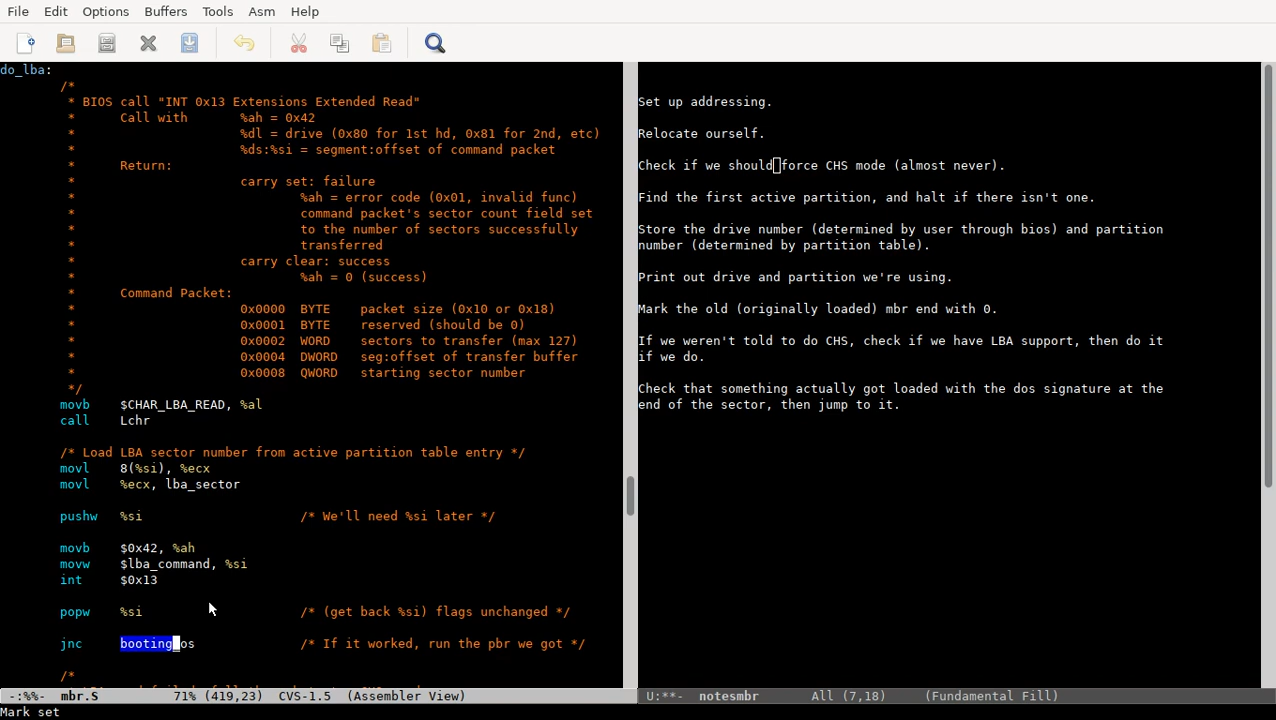 File Edit Options Buffers Tools Asm Help
do_lba:
/*
* BIOS call "INT 0x13 Extensions Extended Read"
* Call with %ah = 0x42
* %dl = drive (0x80 for 1st hd, 0x81 for 2nd, etc)
* %ds:%si = segment:offset of command packet
* Return:
* carry set: failure
* %ah = error code (0x01, invalid func)
* command packet's sector count field set
* to the number of sectors successfully
* transferred
* carry clear: success
* %ah = 0 (success)
* Command Packet:
* 0x0000 BYTE packet size (0x10 or 0x18)
* 0x0001 BYTE reserved (should be 0)
* 0x0002 WORD sectors to transfer (max 127)
* 0x0004 DWORD seg:offset of transfer buffer
* 0x0008 QWORD starting sector number
*/
movb $CHAR_LBA_READ, %al
call Lchr
/* Load LBA sector number from active partition table entry */
movl 8(%si), %ecx
movl %ecx, lba_sector
pushw %si /* We'll need %si later */
movb $0x42, %ah
movw $lba_command, %si
int $0x13
popw %si /* (get back %si) flags unchanged */
jnc booting_os /* If it worked, run the pbr we got */
/*
-:%%- mbr.S 71% (419,23) CVS-1.5 (Assembler View)
Set up addressing.
Relocate ourself.
Check if we should force CHS mode (almost never).
Find the first active partition, and halt if there isn't one.
Store the drive number (determined by user through bios) and partition
number (determined by partition table).
Print out drive and partition we're using.
Mark the old (originally loaded) mbr end with 0.
If we weren't told to do CHS, check if we have LBA support, then do it
if we do.
Check that something actually got loaded with the dos signature at the
end of the sector, then jump to it.
U:**- notesmbr All (7,18) (Fundamental Fill)
Mark set